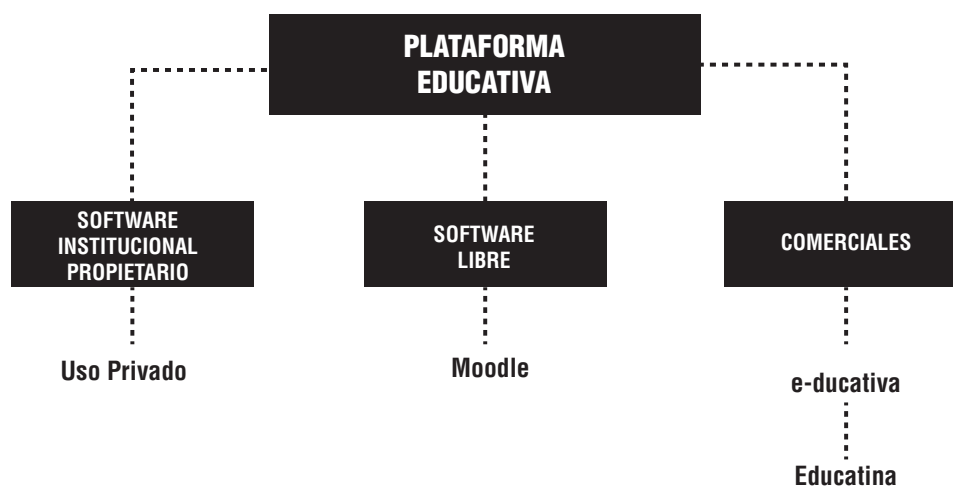 PLATAFORMA
EDUCATIVA
SOFTWARE
INSTITUCIONAL
PROPIETARIO
SOFTWARE
LIBRE
COMERCIALES
Uso Privado
Moodle
e-ducativa
Educatina